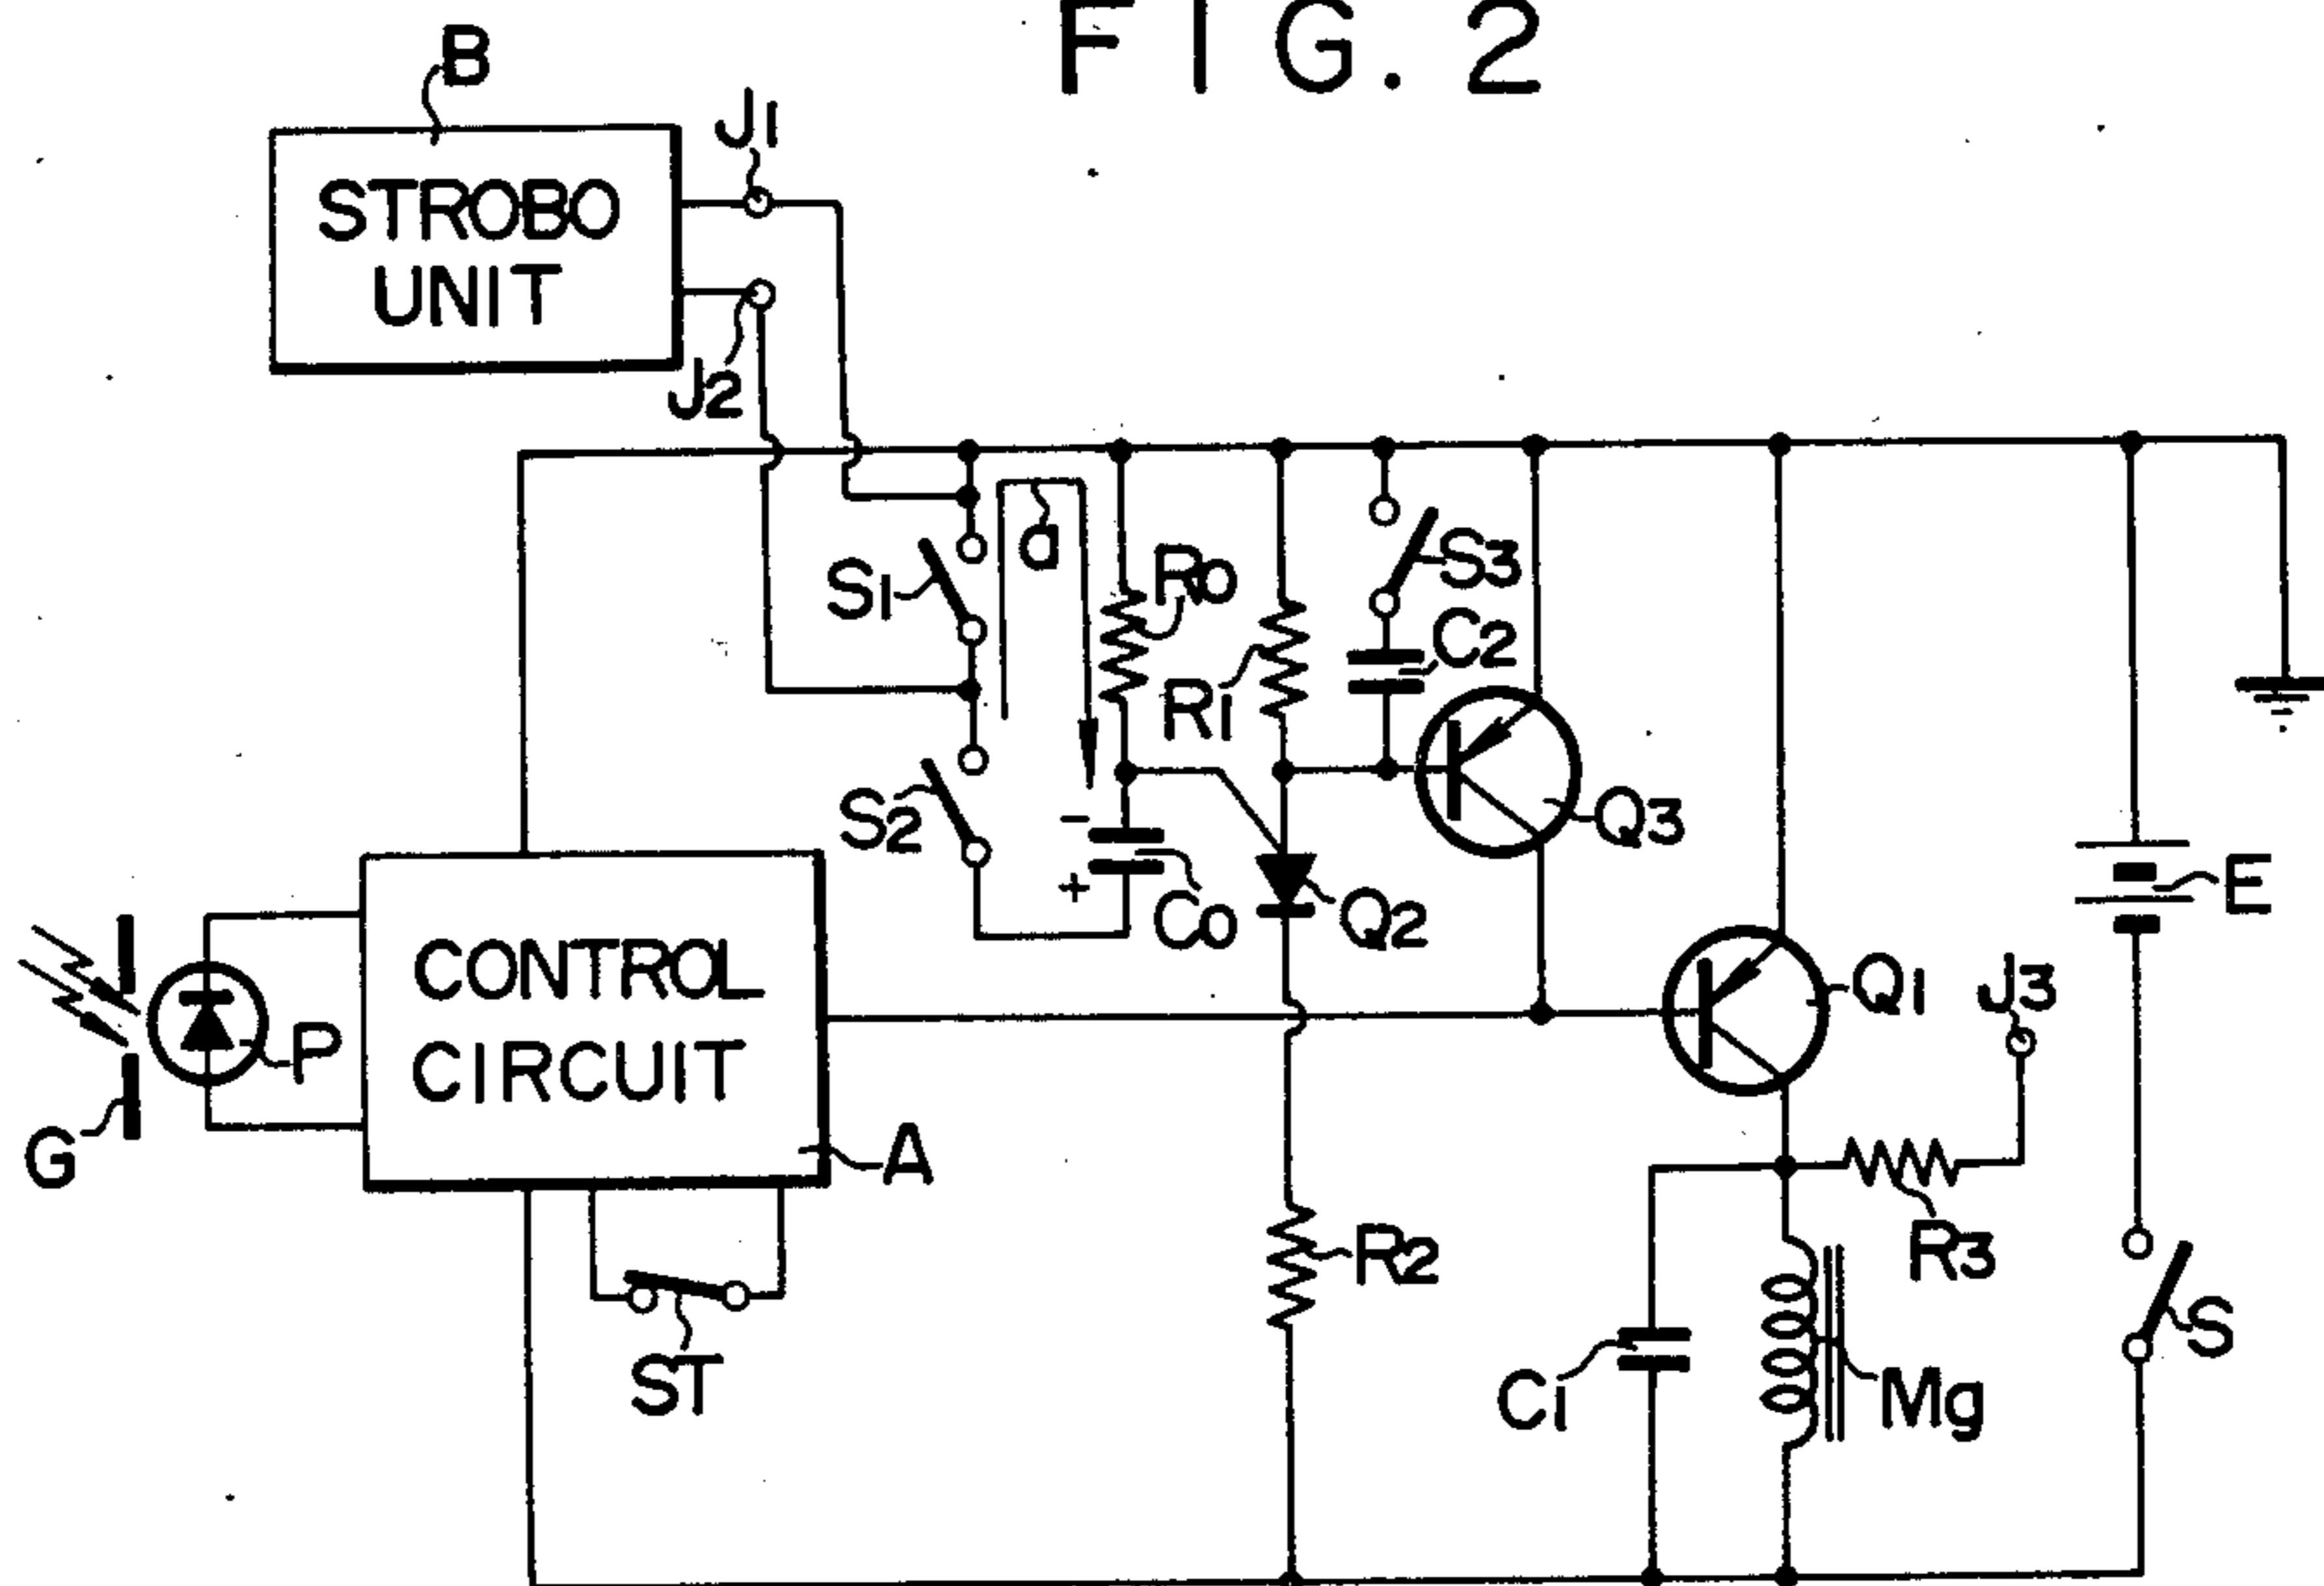 FIG. 2
B
J1
STROBO
UNIT
J2
a
S1
R0
S3
C2
R1
S2
Q3
-
+
C0
Q2
E
CONTROL
CIRCUIT
P
G
A
Q1
J3
R2
R3
ST
C1
Mg
S